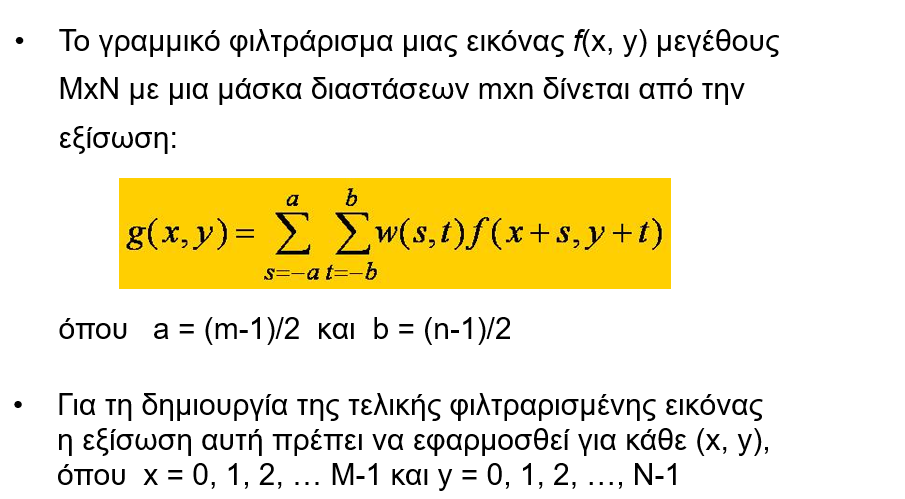 • Το γραμμικό φιλτράρισμα μιας εικόνας f(x, y) μεγέθους
MxN με μια μάσκα διαστάσεων mxn δίνεται από την
εξίσωση:
g(x,y)= ∑_{s=−a}^{a} ∑_{t=−b}^{b} w(s,t)f(x+s,y+t)
όπου a = (m-1)/2 και b = (n-1)/2
• Για τη δημιουργία της τελικής φιλτραρισμένης εικόνας
η εξίσωση αυτή πρέπει να εφαρμοσθεί για κάθε (x, y),
όπου x = 0, 1, 2, … M-1 και y = 0, 1, 2, …, N-1